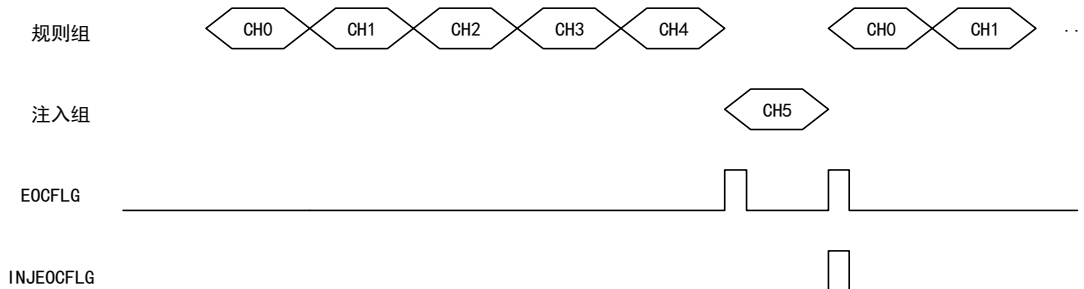 规则组 CH0 CH1 CH2 CH3 CH4 CH0 CH1 ..
注入组 CH5
EOCFLG
INJEOCFLG